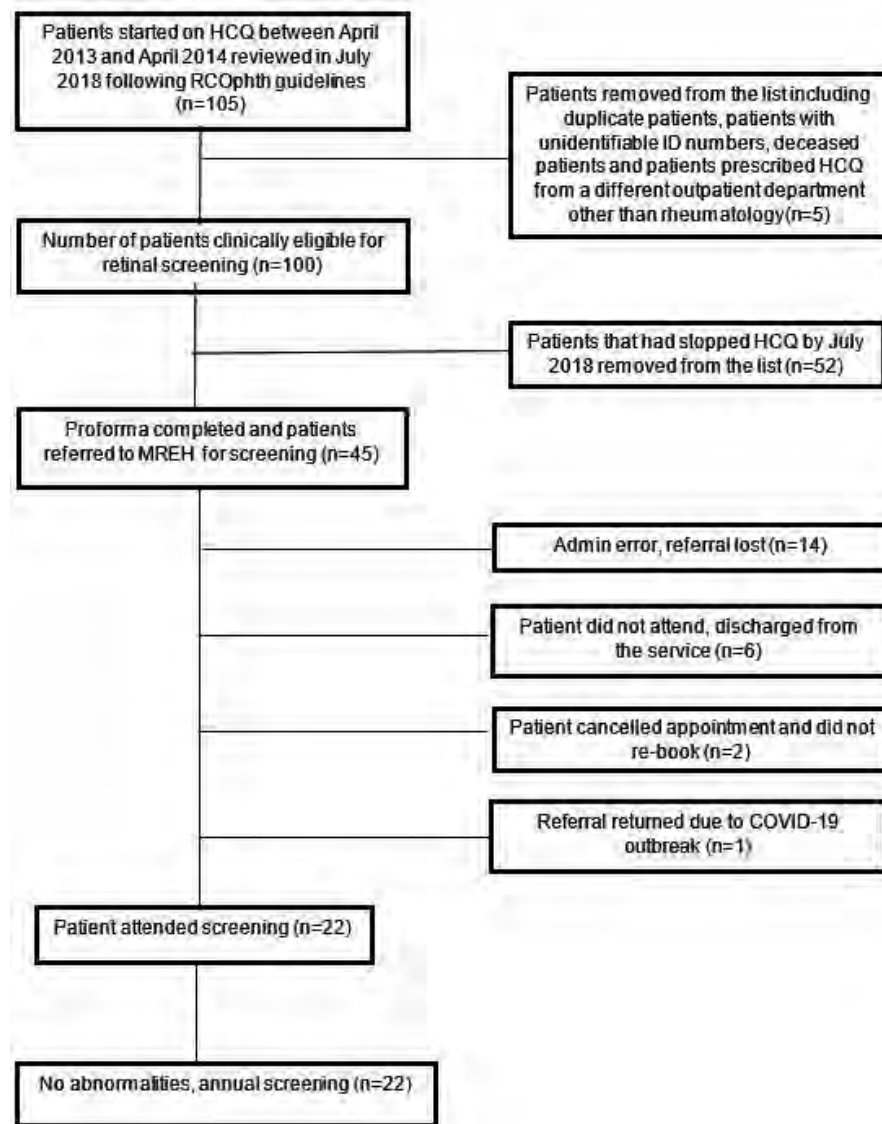 Patients started on HCQ between April
2013 and April 2014 reviewed in July
2018 following RCOphth guidelines
(n=105)
Patients removed from the list including
duplicate patients, patients with
unidentifiable ID numbers, deceased
patients and patients prescribed HCQ
from a different outpatient department
other than rheumatology(n=5)
Number of patients clinically eligible for
retinal screening (n=100)
Patients that had stopped HCQ by July
2018 removed from the list (n=52)
Proforma completed and patients
referred to MREH for screening (n=45)
Admin error, referral lost (n=14)
Patient did not attend, discharged from
the service (n=6)
Patient cancelled appointment and did not
re-book (n=2)
Referral returned due to COVID-19
outbreak (n=1)
Patient attended screening (n=22)
No abnormalities, annual screening (n=22)